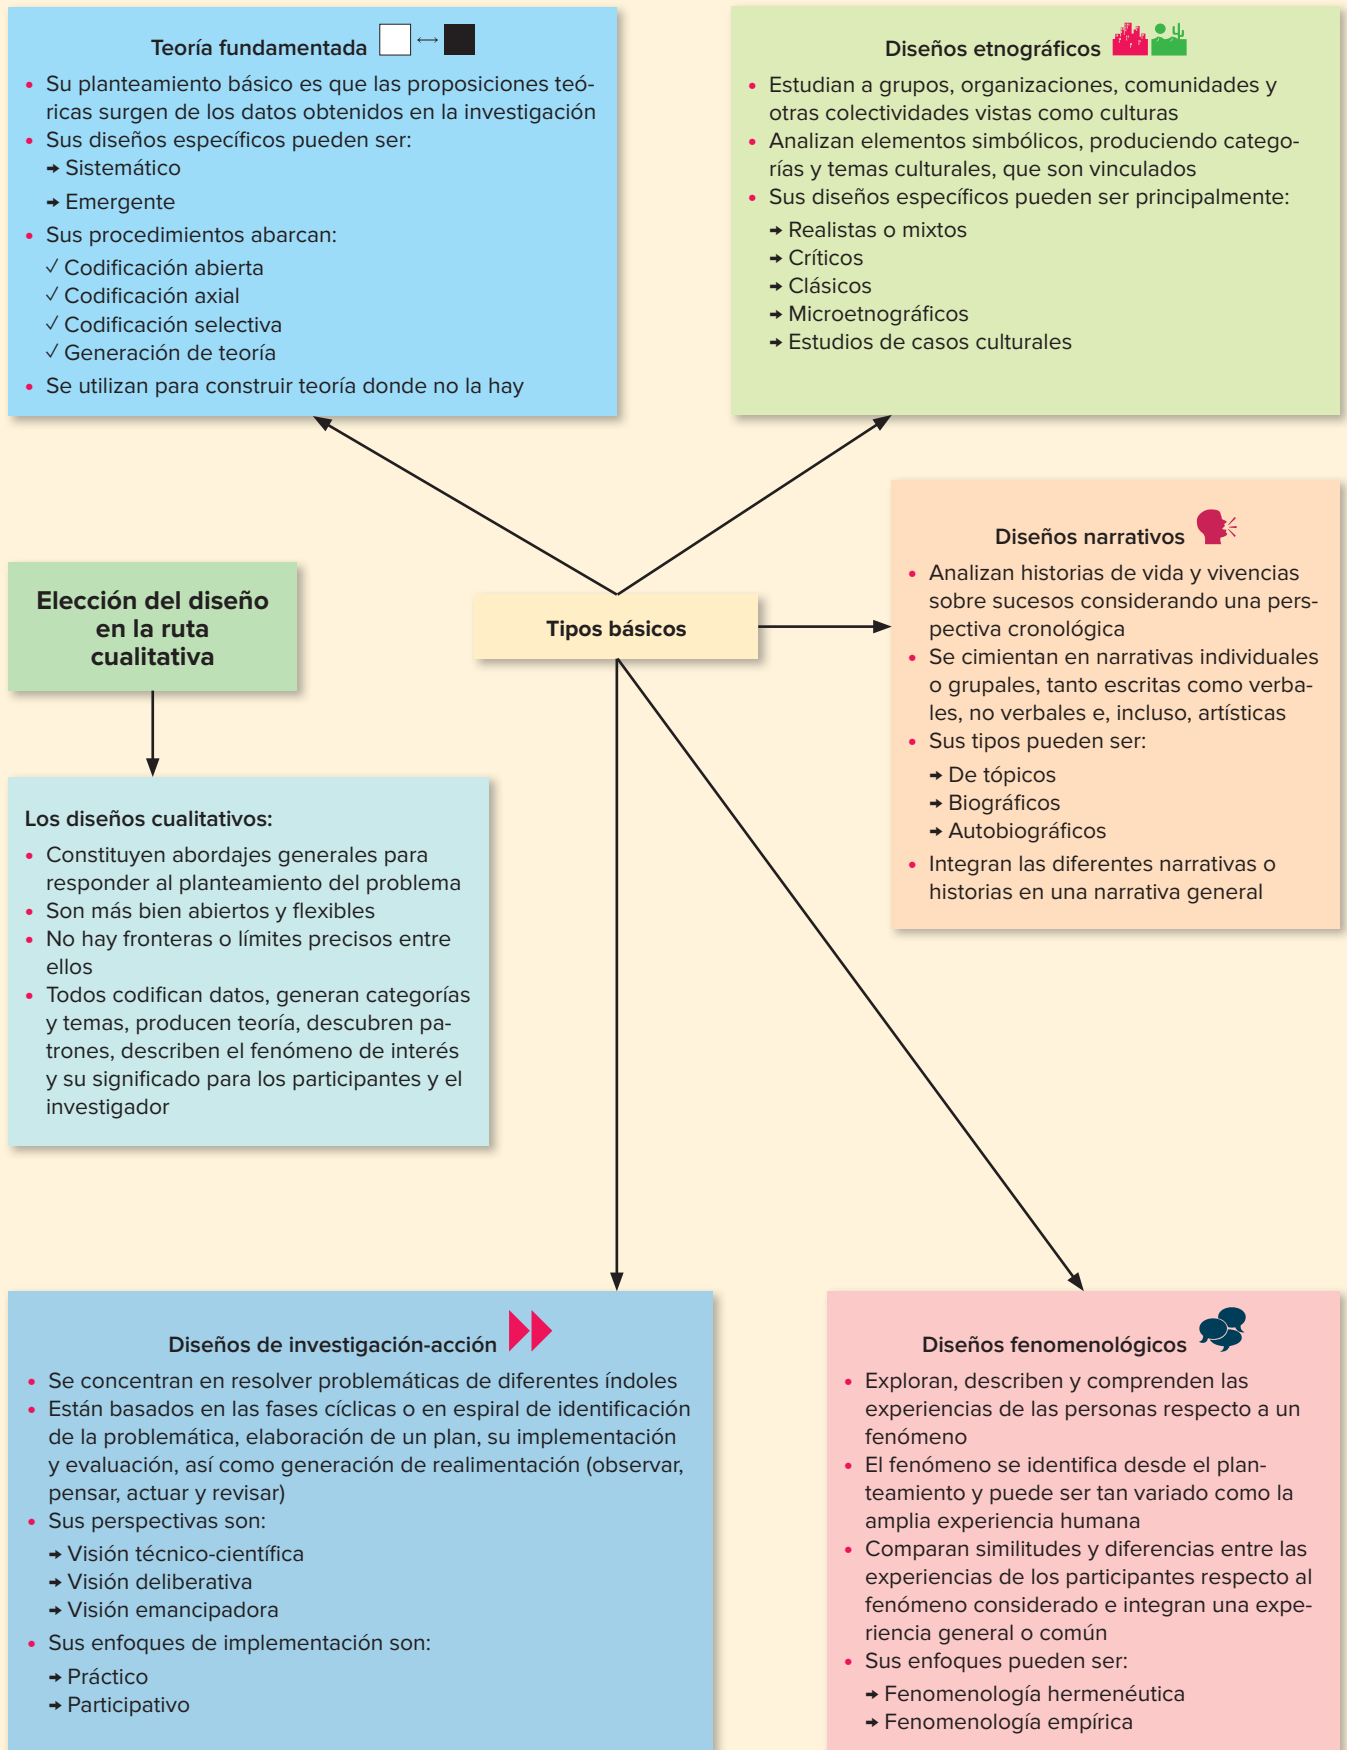 Teoría fundamentada
• Su planteamiento básico es que las proposiciones teó-
ricas surgen de los datos obtenidos en la investigación
• Sus diseños específicos pueden ser:
→ Sistemático
→ Emergente
• Sus procedimientos abarcan:
✓ Codificación abierta
✓ Codificación axial
✓ Codificación selectiva
✓ Generación de teoría
• Se utilizan para construir teoría donde no la hay
Diseños etnográficos
• Estudian a grupos, organizaciones, comunidades y
otras colectividades vistas como culturas
• Analizan elementos simbólicos, produciendo catego-
rías y temas culturales, que son vinculados
• Sus diseños específicos pueden ser principalmente:
→ Realistas o mixtos
→ Críticos
→ Clásicos
→ Microetnográficos
→ Estudios de casos culturales
Diseños narrativos
• Analizan historias de vida y vivencias
sobre sucesos considerando una pers-
pectiva cronológica
• Se cimientan en narrativas individuales
o grupales, tanto escritas como verba-
les, no verbales e, incluso, artísticas
• Sus tipos pueden ser:
→ De tópicos
→ Biográficos
→ Autobiográficos
• Integran las diferentes narrativas o
historias en una narrativa general
Elección del diseño
en la ruta
cualitativa
Tipos básicos
Los diseños cualitativos:
• Constituyen abordajes generales para
responder al planteamiento del problema
• Son más bien abiertos y flexibles
• No hay fronteras o límites precisos entre
ellos
• Todos codifican datos, generan categorías
y temas, producen teoría, descubren pa-
trones, describen el fenómeno de interés
y su significado para los participantes y el
investigador
Diseños de investigación-acción
• Se concentran en resolver problemáticas de diferentes índoles
• Están basados en las fases cíclicas o en espiral de identificación
de la problemática, elaboración de un plan, su implementación
y evaluación, así como generación de realimentación (observar,
pensar, actuar y revisar)
• Sus perspectivas son:
→ Visión técnico-científica
→ Visión deliberativa
→ Visión emancipadora
• Sus enfoques de implementación son:
→ Práctico
→ Participativo
Diseños fenomenológicos
• Exploran, describen y comprenden las
experiencias de las personas respecto a un
fenómeno
• El fenómeno se identifica desde el plan-
teamiento y puede ser tan variado como la
amplia experiencia humana
• Comparan similitudes y diferencias entre las
experiencias de los participantes respecto al
fenómeno considerado e integran una expe-
riencia general o común
• Sus enfoques pueden ser:
→ Fenomenología hermenéutica
→ Fenomenología empírica